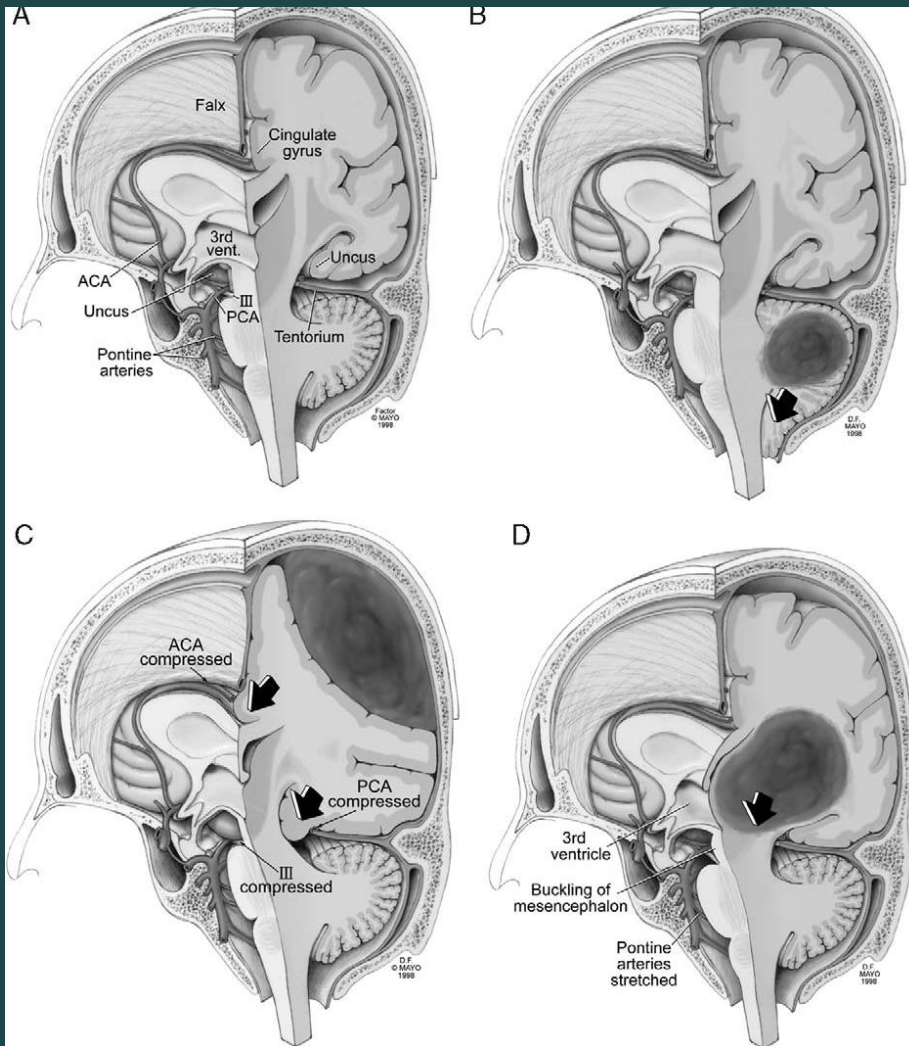 A
Falx
Cingulate
gyrus
3rd
vent.
Uncus
ACA
Uncus
III
PCA
Tentorium
Pontine
arteries
Factor
© MAYO
1998
B
D.F.
MAYO
1998
C
ACA
compressed
PCA
compressed
III
compressed
D.F.
© MAYO
1998
D
3rd
ventricle
Buckling of
mesencephalon
Pontine
arteries
stretched
D.F.
MAYO
1998